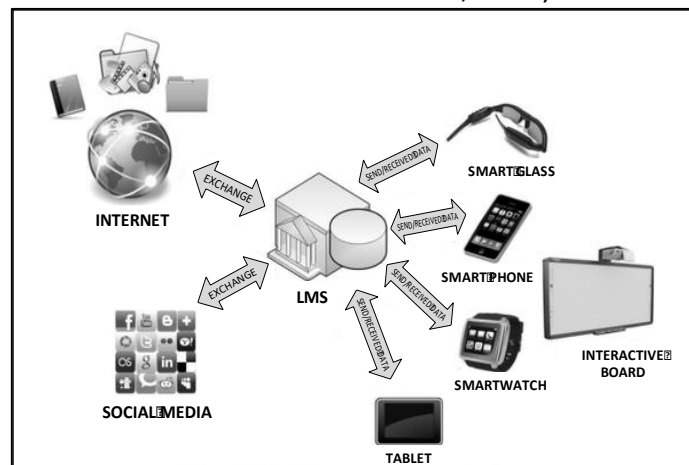 INTERNET
EXCHANGE
EXCHANGE
SOCIAL⍰MEDIA
LMS
SEND/RECEIVED⍰DATA
SMART⍰GLASS
SEND/RECEIVED⍰DATA
SMART⍰PHONE
SEND/RECEIVED⍰DATA
SMARTWATCH
SEND/RECEIVED⍰DATA
TABLET
INTERACTIVE⍰
BOARD